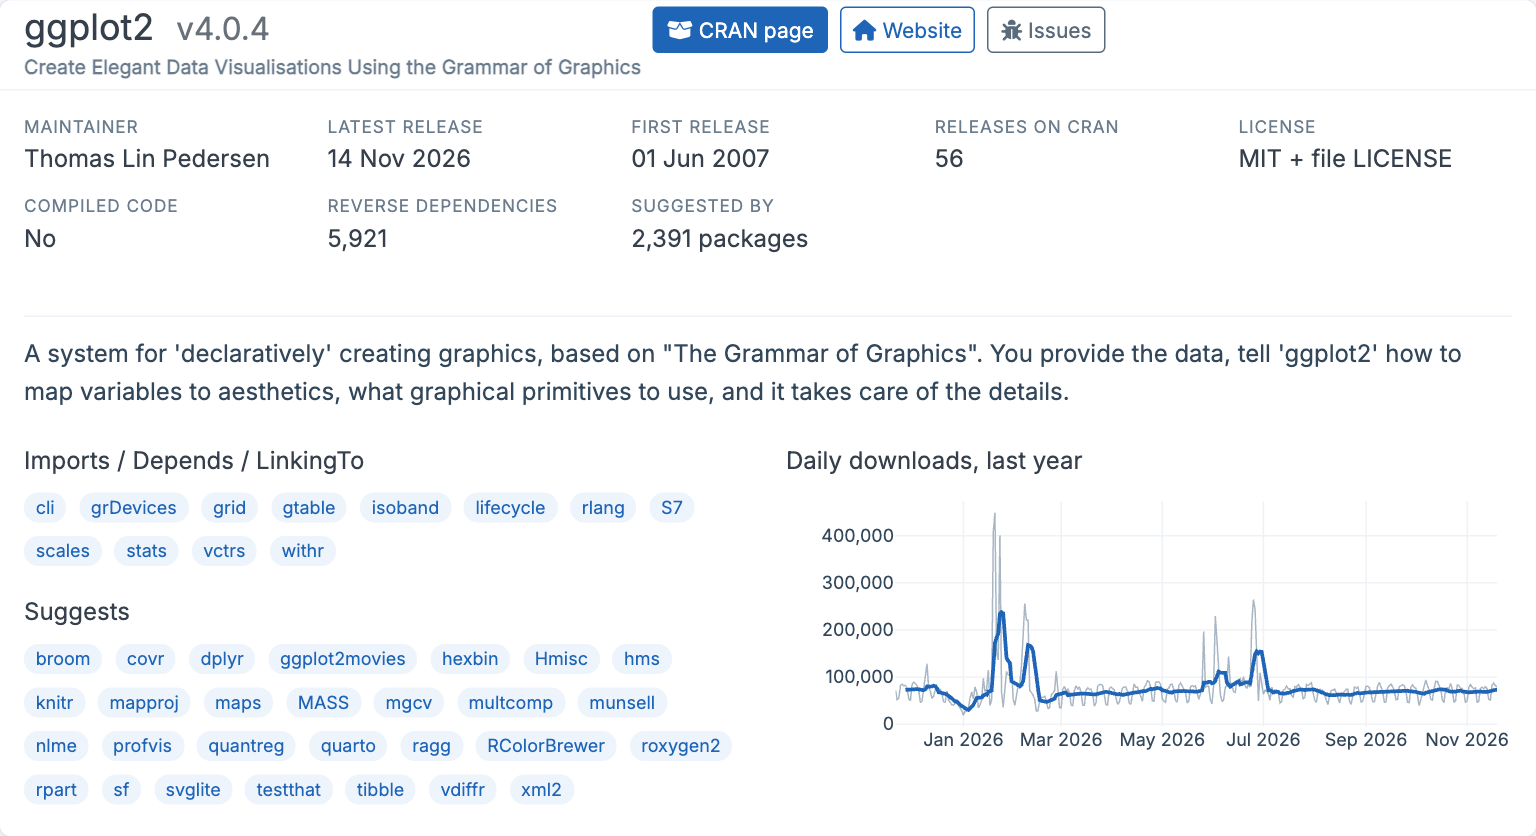 ggplot2 v4.0.4
CRAN page
Website
Issues
Create Elegant Data Visualisations Using the Grammar of Graphics
MAINTAINER
Thomas Lin Pedersen
LATEST RELEASE
14 Nov 2026
FIRST RELEASE
01 Jun 2007
RELEASES ON CRAN
56
LICENSE
MIT + file LICENSE
COMPILED CODE
No
REVERSE DEPENDENCIES
5,921
SUGGESTED BY
2,391 packages
A system for 'declaratively' creating graphics, based on "The Grammar of Graphics". You provide the data, tell 'ggplot2' how to
map variables to aesthetics, what graphical primitives to use, and it takes care of the details.
Imports / Depends / LinkingTo
cli grDevices grid gtable isoband lifecycle rlang S7
scales stats vctrs withr
Suggests
broom covr dplyr ggplot2movies hexbin Hmisc hms
knitr mapproj maps MASS mgcv multcomp munsell
nlme profvis quantreg quarto ragg RColorBrewer roxygen2
rpart sf svglite testthat tibble vdiffr xml2
Daily downloads, last year
400,000
300,000
200,000
100,000
0
Jan 2026 Mar 2026 May 2026 Jul 2026 Sep 2026 Nov 2026